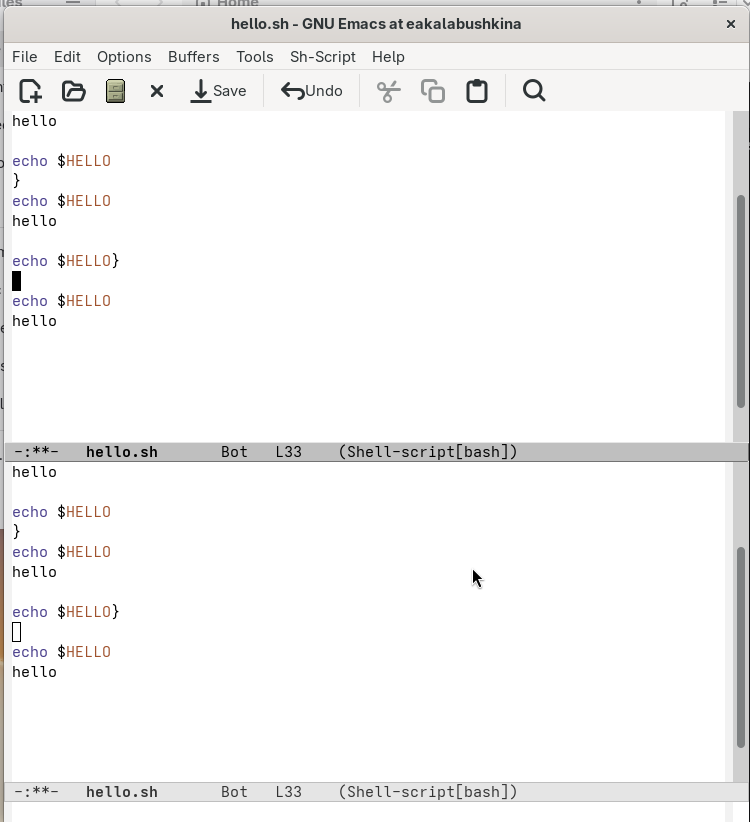 Home
hello.sh - GNU Emacs at eakalabushkina
File Edit Options Buffers Tools Sh-Script Help
Save Undo
hello
echo $HELLO
}
echo $HELLO
hello
echo $HELLO}
echo $HELLO
hello
-:**- hello.sh Bot L33 (Shell-script[bash])
hello
echo $HELLO
}
echo $HELLO
hello
echo $HELLO}
echo $HELLO
hello
-:**- hello.sh Bot L33 (Shell-script[bash])